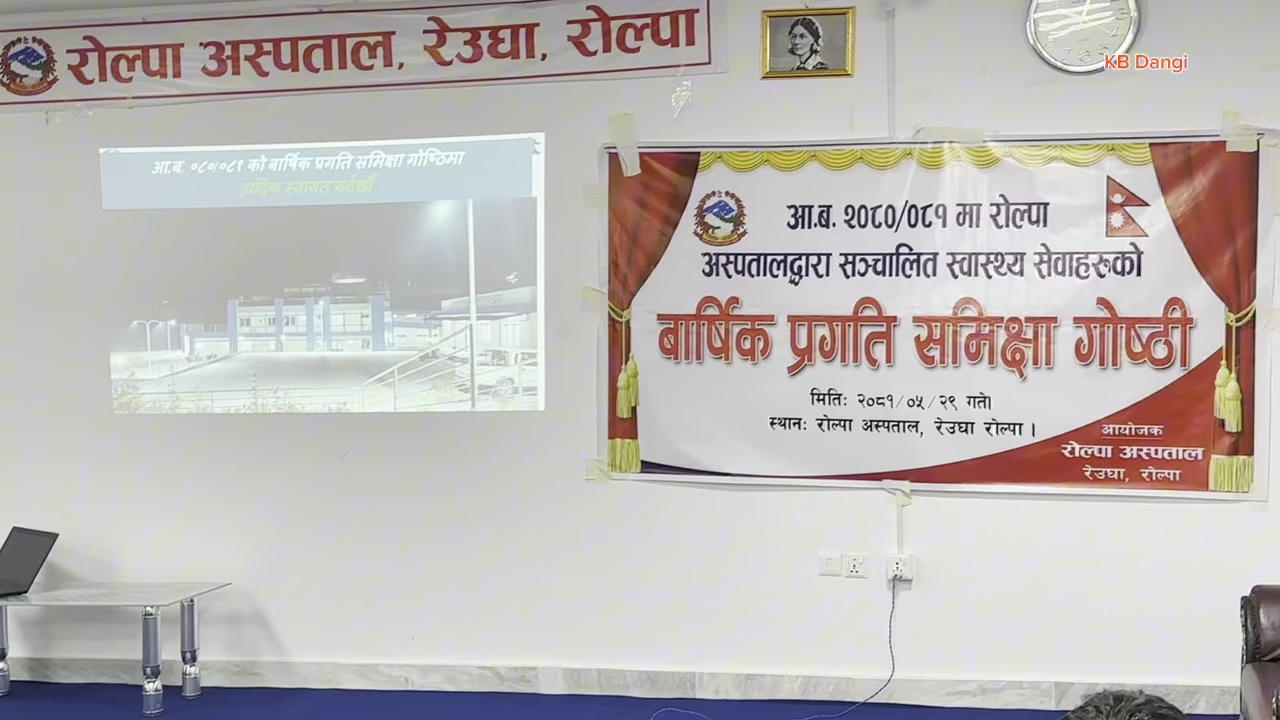 रोल्पा अस्पताल, रेउघा, रोल्पा
KB Dangi
आ.ब. ०८०/०८१ को बार्षिक प्रगति समिक्षा गोष्ठिमा
हार्दिक स्वागत गर्दछौं
आ.ब. २०८०/०८१ मा रोल्पा
अस्पतालद्वारा सञ्चालित स्वास्थ्य सेवाहरुको
बार्षिक प्रगति समिक्षा गोष्ठी
मितिः २०८१/०५/२९ गते।
स्थानः रोल्पा अस्पताल, रेउघा रोल्पा ।
आयोजक
रोल्पा अस्पताल
रेउघा, रोल्पा